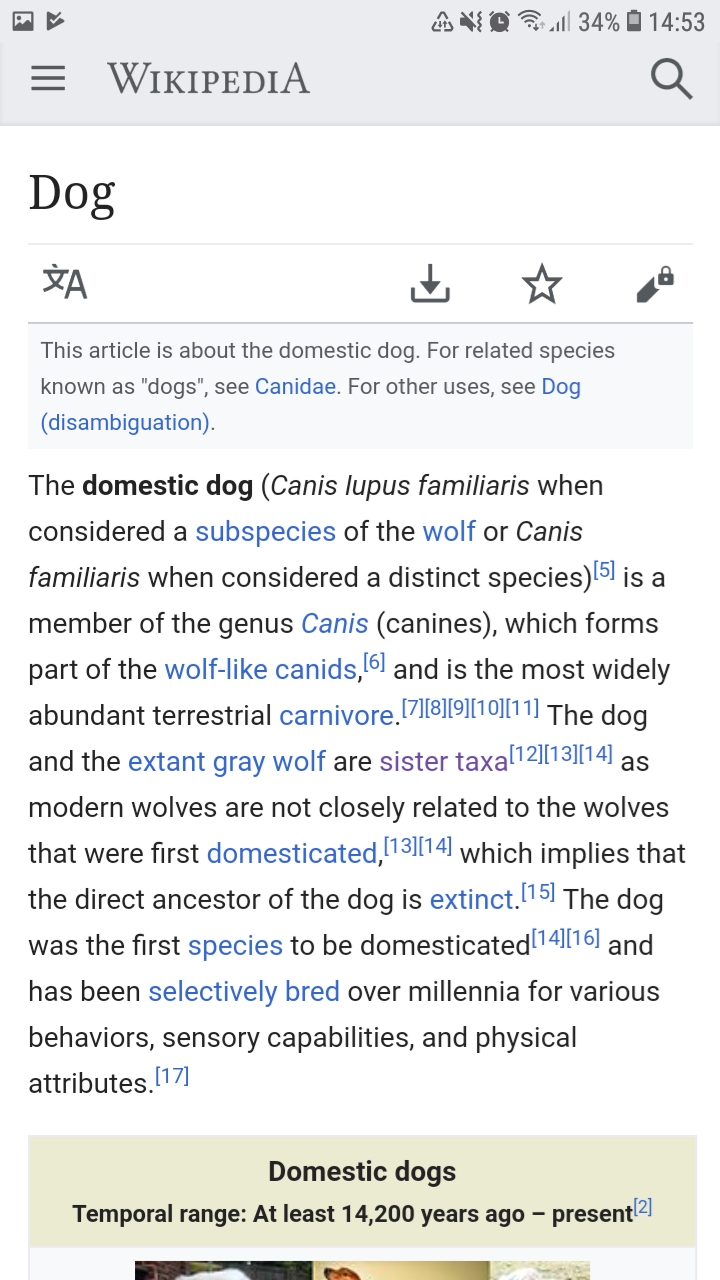 34% 14:53
WIKIPEDIA
Dog
文A
This article is about the domestic dog. For related species
known as "dogs", see Canidae. For other uses, see Dog
(disambiguation).
The domestic dog (Canis lupus familiaris when
considered a subspecies of the wolf or Canis
familiaris when considered a distinct species)[5] is a
member of the genus Canis (canines), which forms
part of the wolf-like canids,[6] and is the most widely
abundant terrestrial carnivore.[7][8][9][10][11] The dog
and the extant gray wolf are sister taxa[12][13][14] as
modern wolves are not closely related to the wolves
that were first domesticated,[13][14] which implies that
the direct ancestor of the dog is extinct.[15] The dog
was the first species to be domesticated[14][16] and
has been selectively bred over millennia for various
behaviors, sensory capabilities, and physical
attributes.[17]
Domestic dogs
Temporal range: At least 14,200 years ago – present[2]